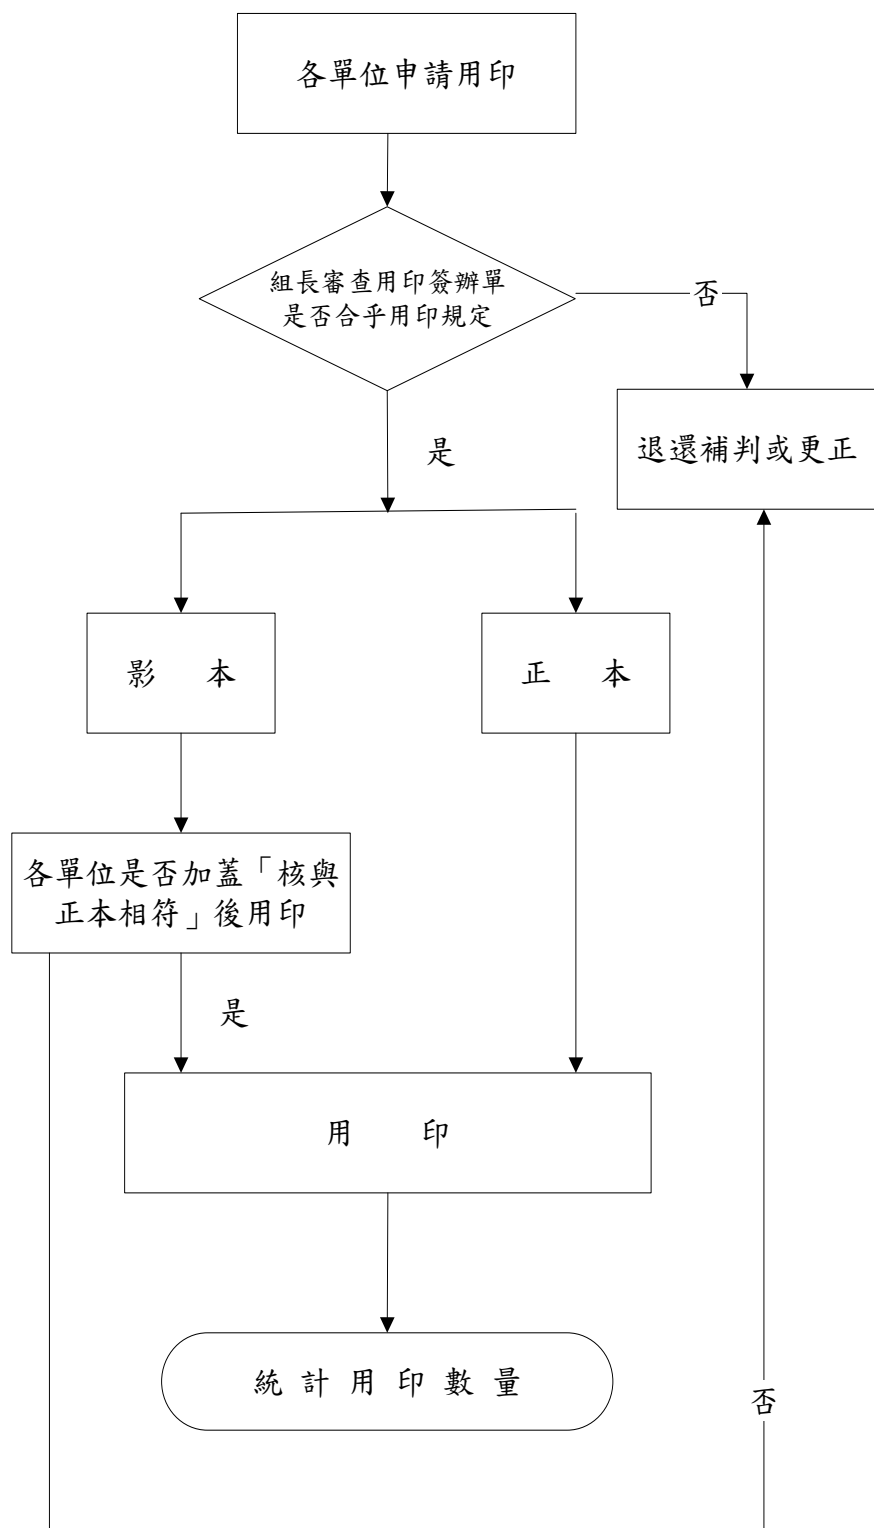 各單位申請用印
組長審查用印簽辦單
是否合乎用印規定
否
退還補判或更正
是
影 本
正 本
各單位是否加蓋「核與
正本相符」後用印
是
用 印
統 計 用 印 數 量
否